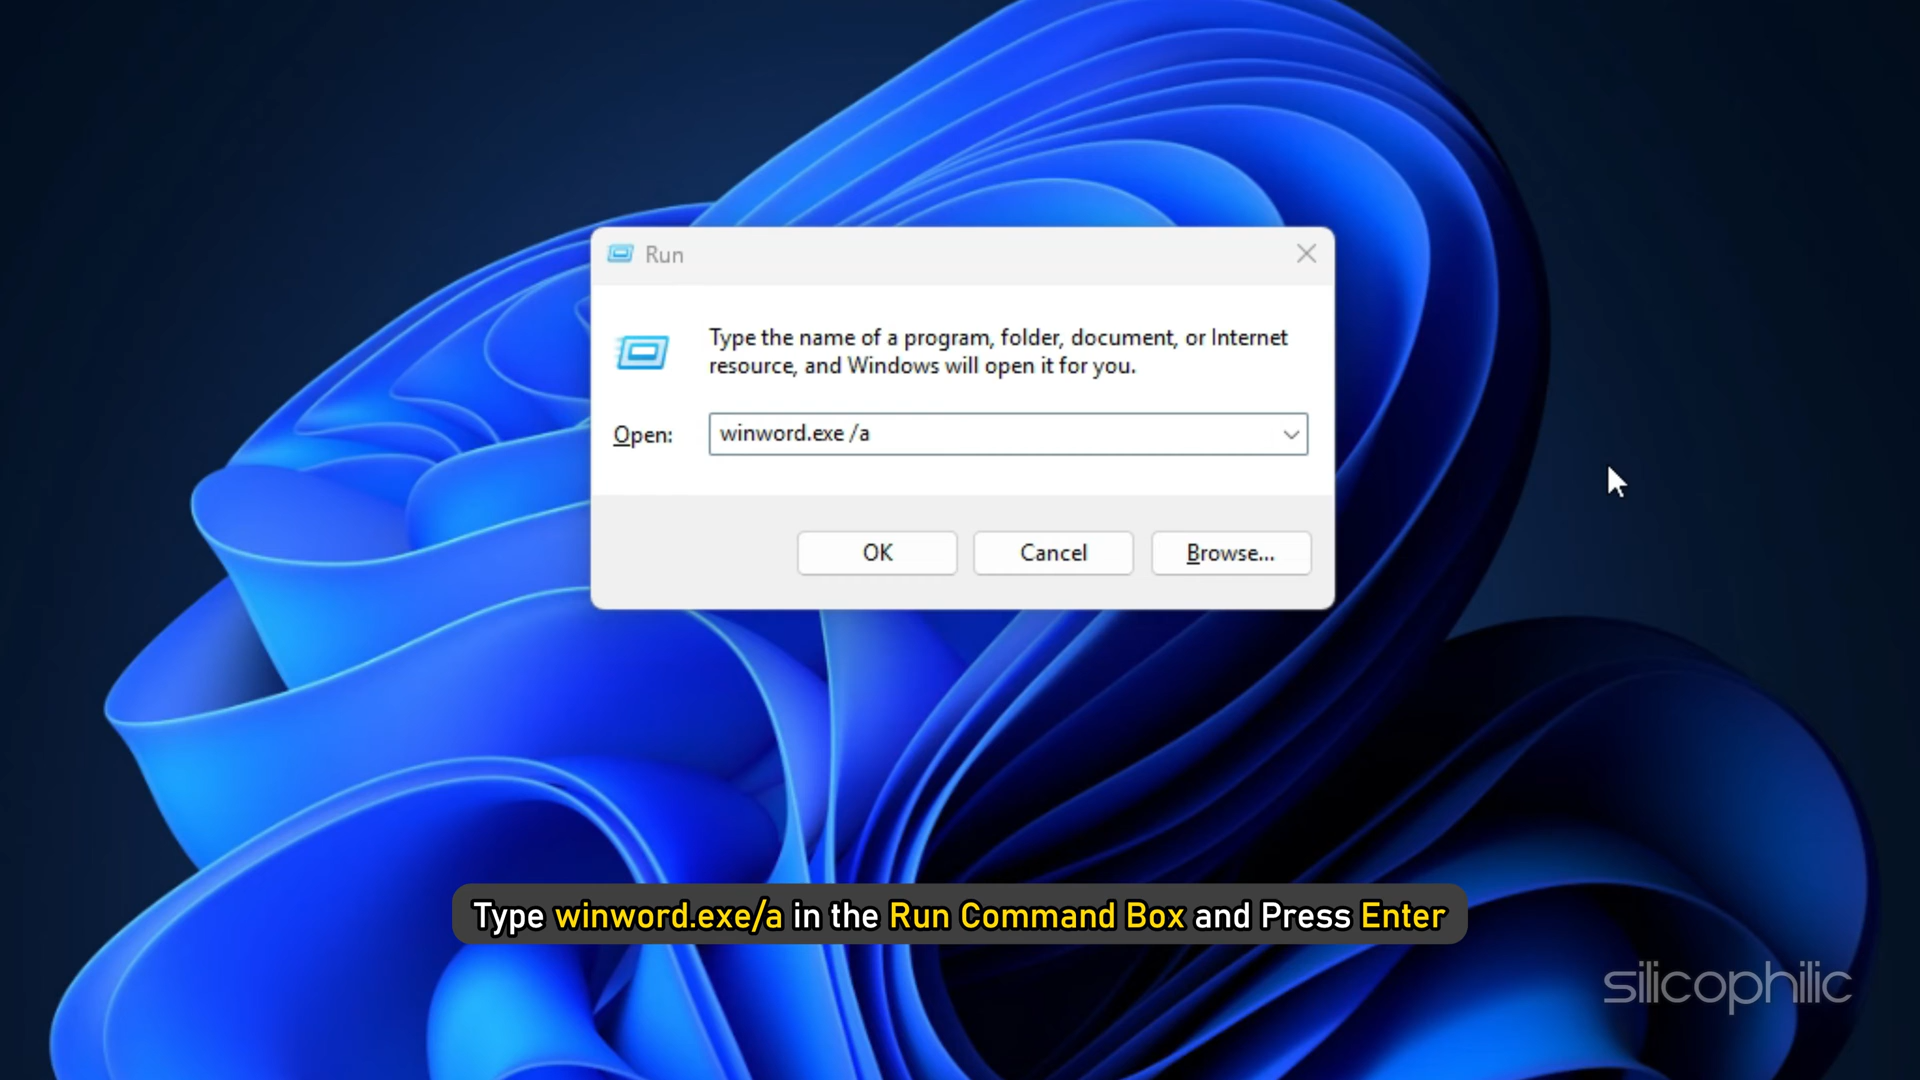 Run
Type the name of a program, folder, document, or Internet
resource, and Windows will open it for you.
Open:
winword.exe /a
OK
Cancel
Browse...
Type winword.exe/a in the Run Command Box and Press Enter
silicophilic